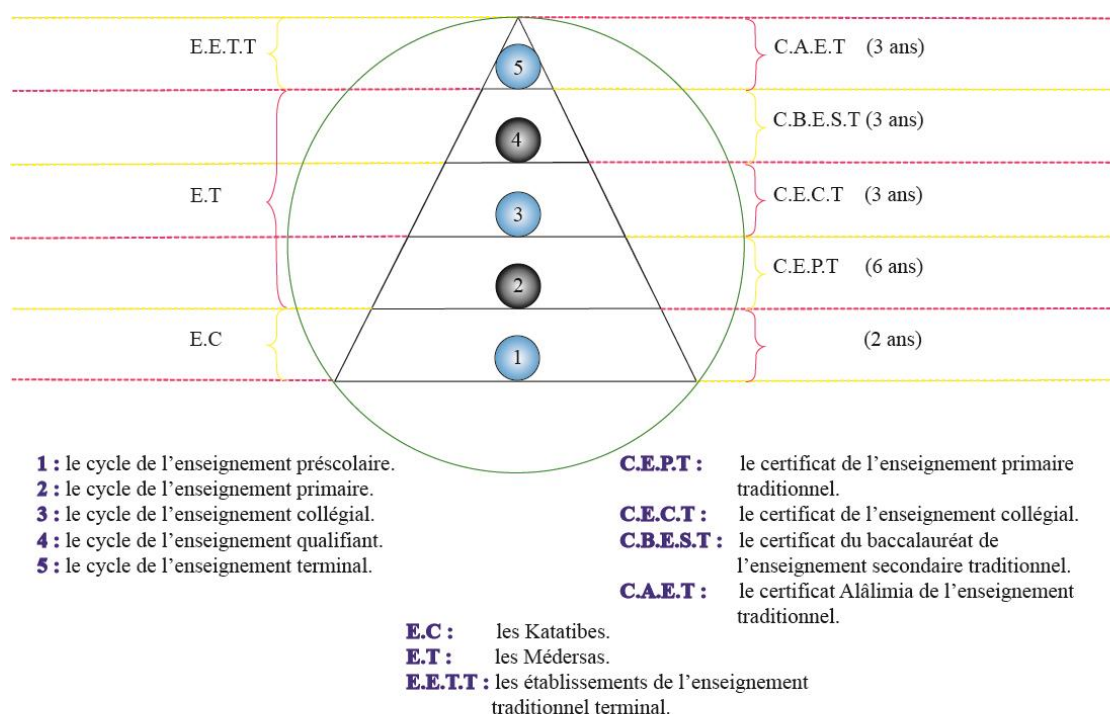 E.E.T.T
5
C.A.E.T (3 ans)
4
C.B.E.S.T (3 ans)
E.T
3
C.E.C.T (3 ans)
2
C.E.P.T (6 ans)
E.C
1
(2 ans)
1 : le cycle de l’enseignement préscolaire.
2 : le cycle de l’enseignement primaire.
3 : le cycle de l’enseignement collégial.
4 : le cycle de l’enseignement qualifiant.
5 : le cycle de l’enseignement terminal.
C.E.P.T : le certificat de l’enseignement primaire
traditionnel.
C.E.C.T : le certificat de l’enseignement collégial.
C.B.E.S.T : le certificat du baccalauréat de
l’enseignement secondaire traditionnel.
C.A.E.T : le certificat Alâlimia de l’enseignement
traditionnel.
E.C : les Katatibes.
E.T : les Médersas.
E.E.T.T : les établissements de l’enseignement
traditionnel terminal.